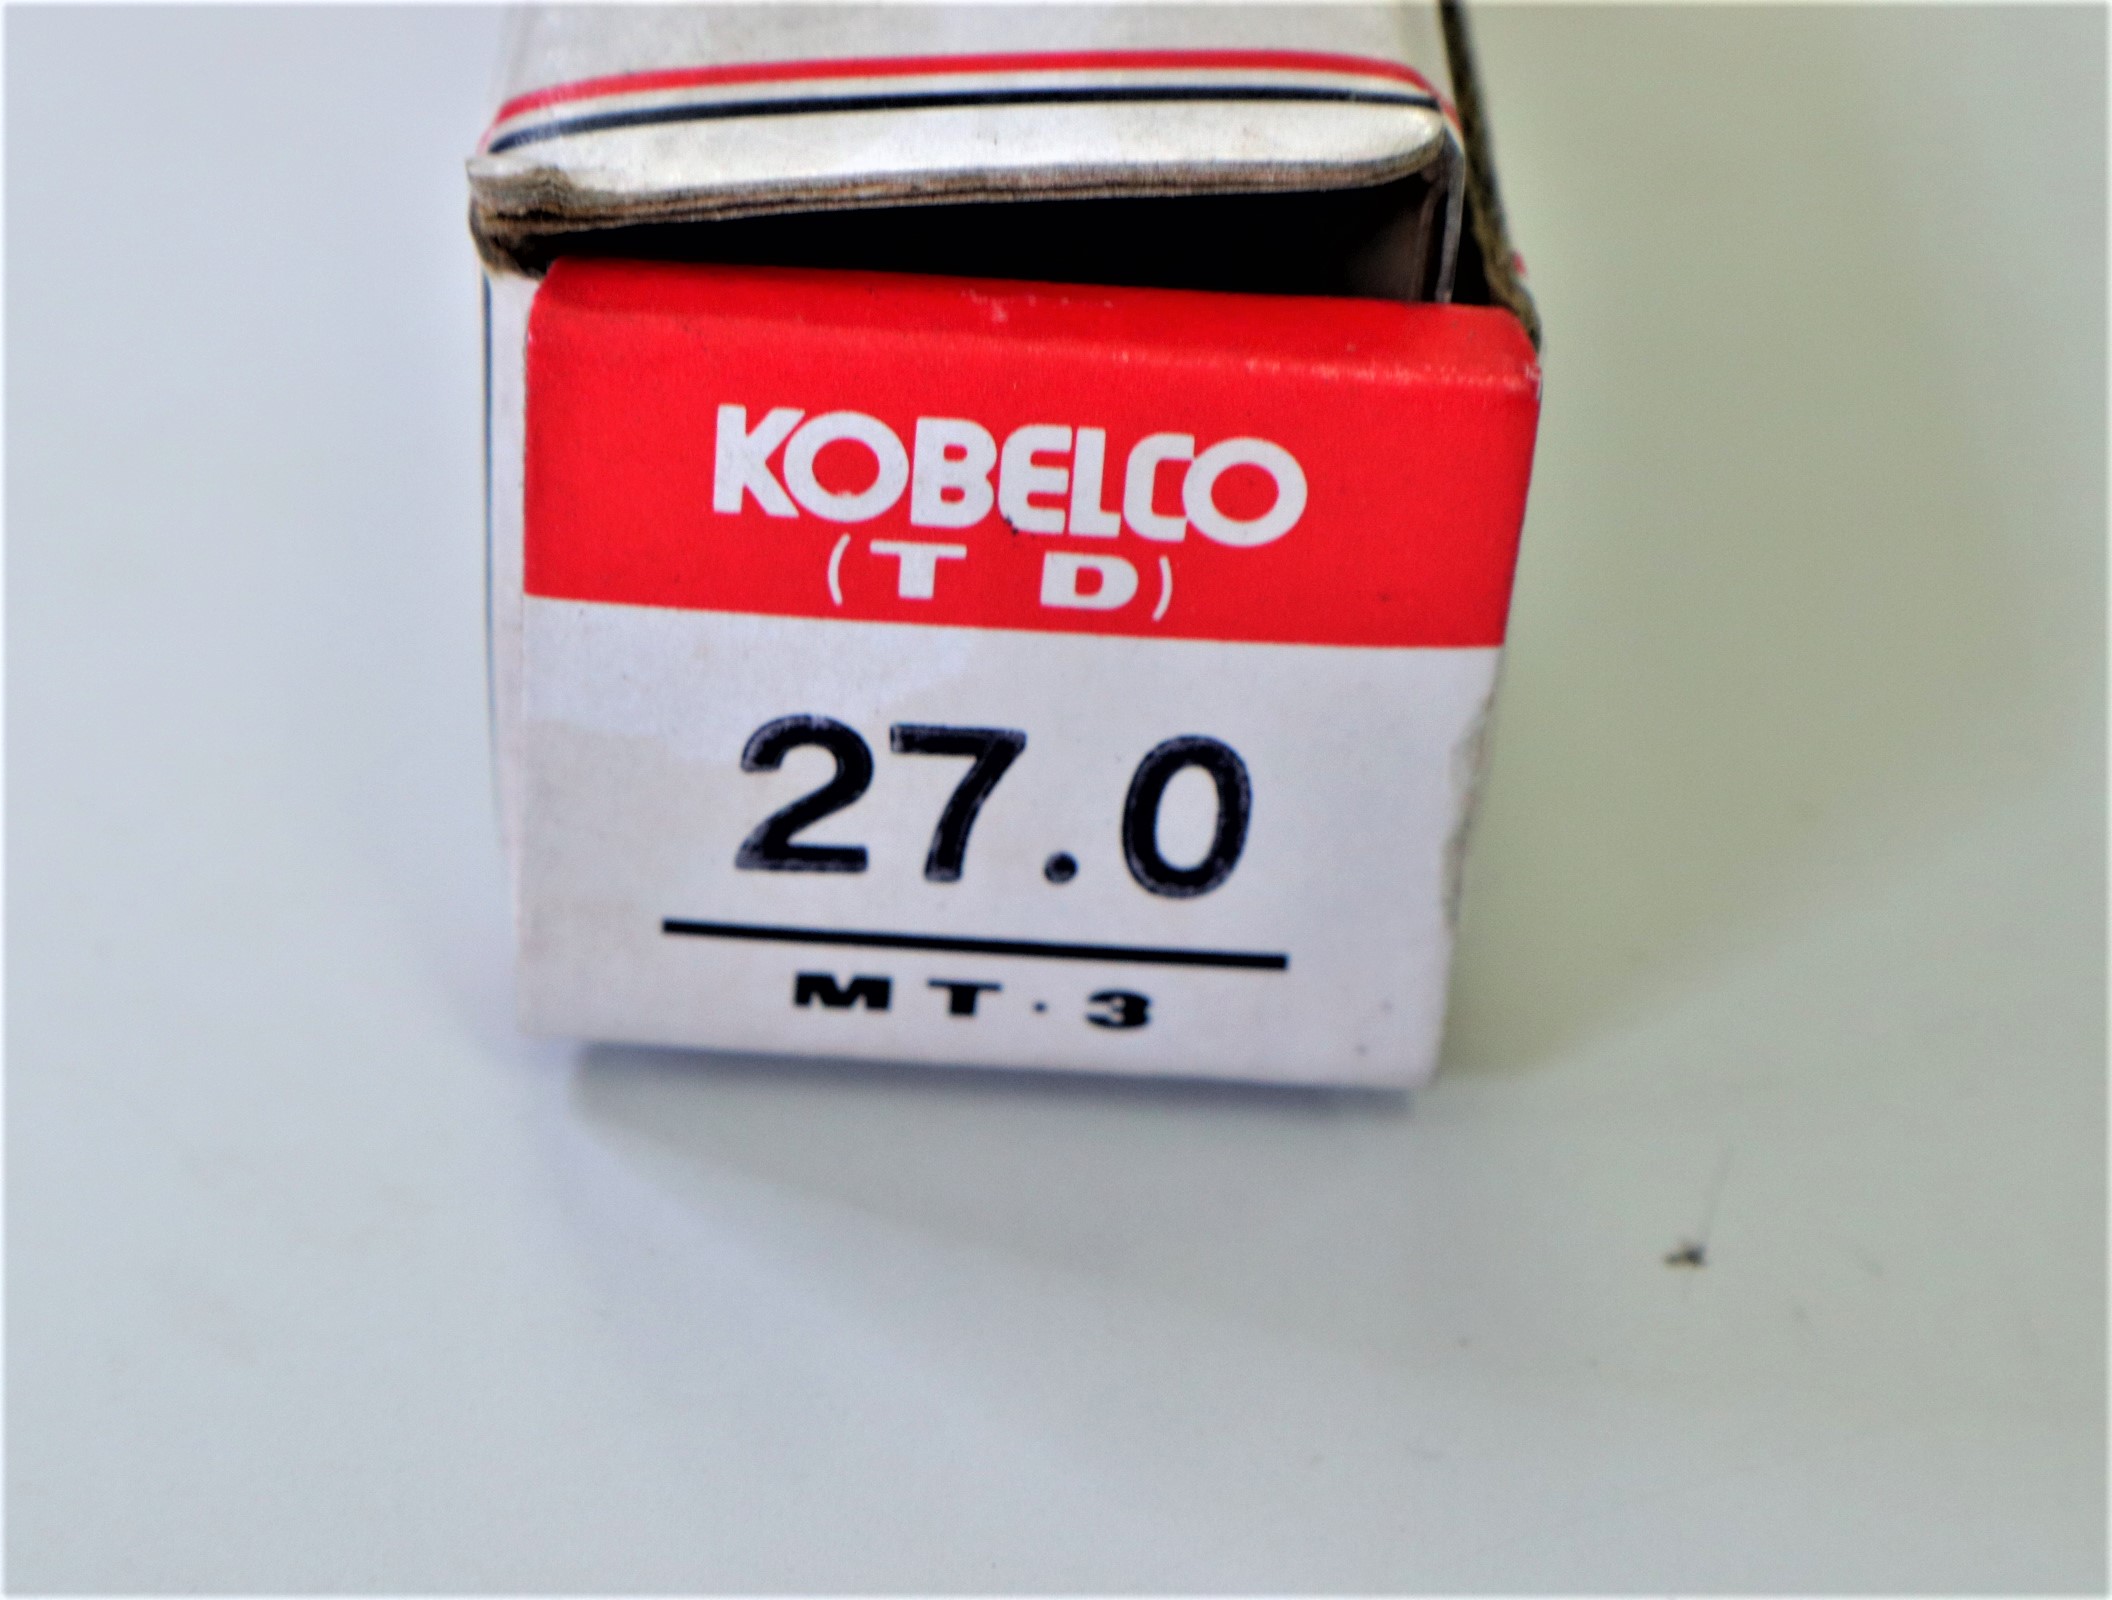 KOBELCO
(T D)
27.0
MT·3